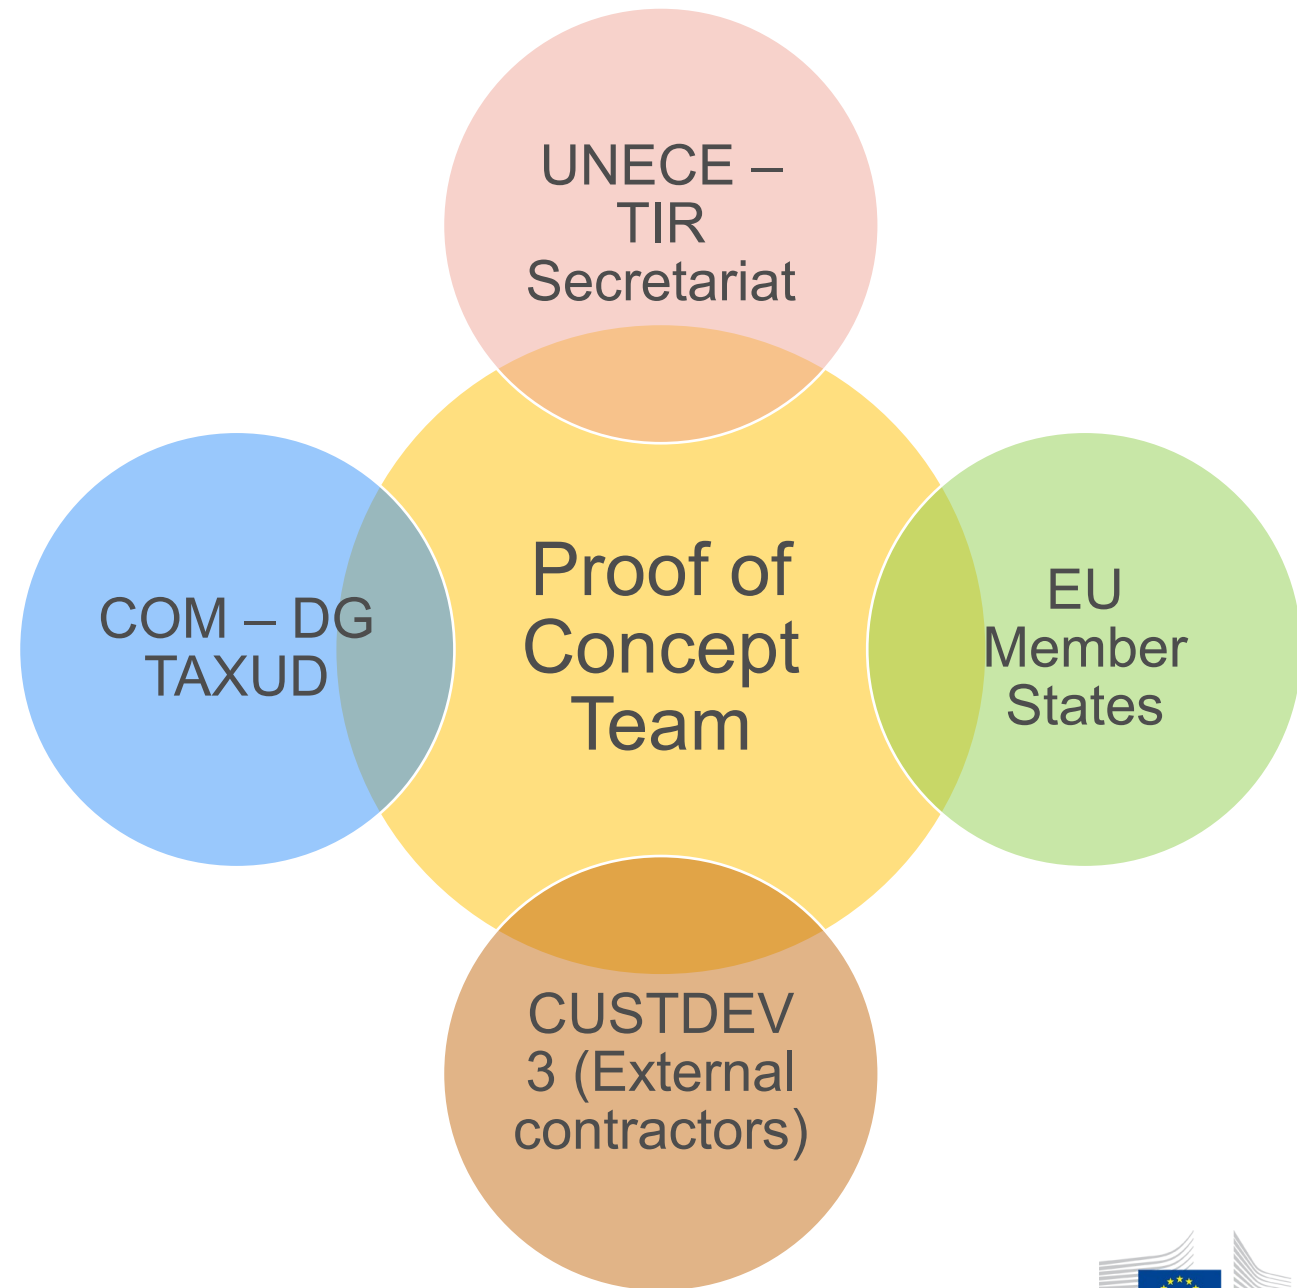 UNECE –
TIR
Secretariat
COM – DG
TAXUD
Proof of
Concept
Team
EU
Member
States
CUSTDEV
3 (External
contractors)